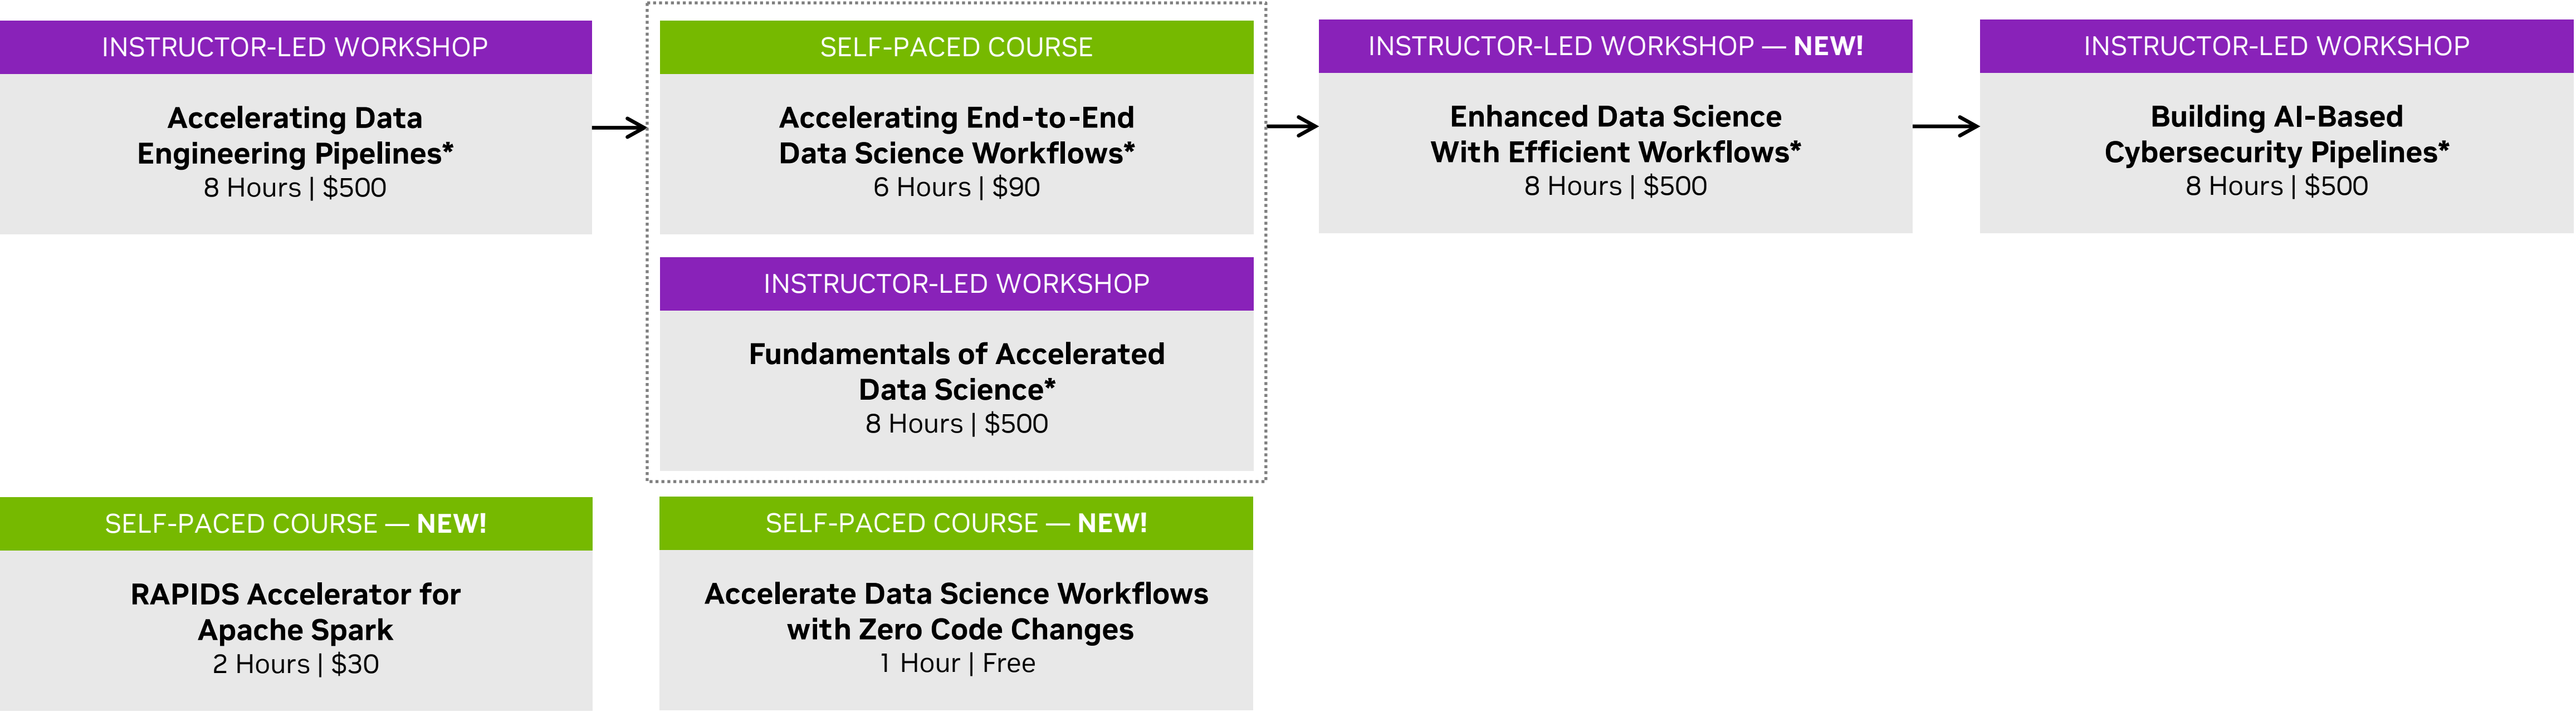 INSTRUCTOR-LED WORKSHOP
Accelerating Data
Engineering Pipelines*
8 Hours | $500
SELF-PACED COURSE
Accelerating End-to-End
Data Science Workflows*
6 Hours | $90
INSTRUCTOR-LED WORKSHOP
Fundamentals of Accelerated
Data Science*
8 Hours | $500
INSTRUCTOR-LED WORKSHOP — NEW!
Enhanced Data Science
With Efficient Workflows*
8 Hours | $500
INSTRUCTOR-LED WORKSHOP
Building AI-Based
Cybersecurity Pipelines*
8 Hours | $500
SELF-PACED COURSE — NEW!
RAPIDS Accelerator for
Apache Spark
2 Hours | $30
SELF-PACED COURSE — NEW!
Accelerate Data Science Workflows
with Zero Code Changes
1 Hour | Free